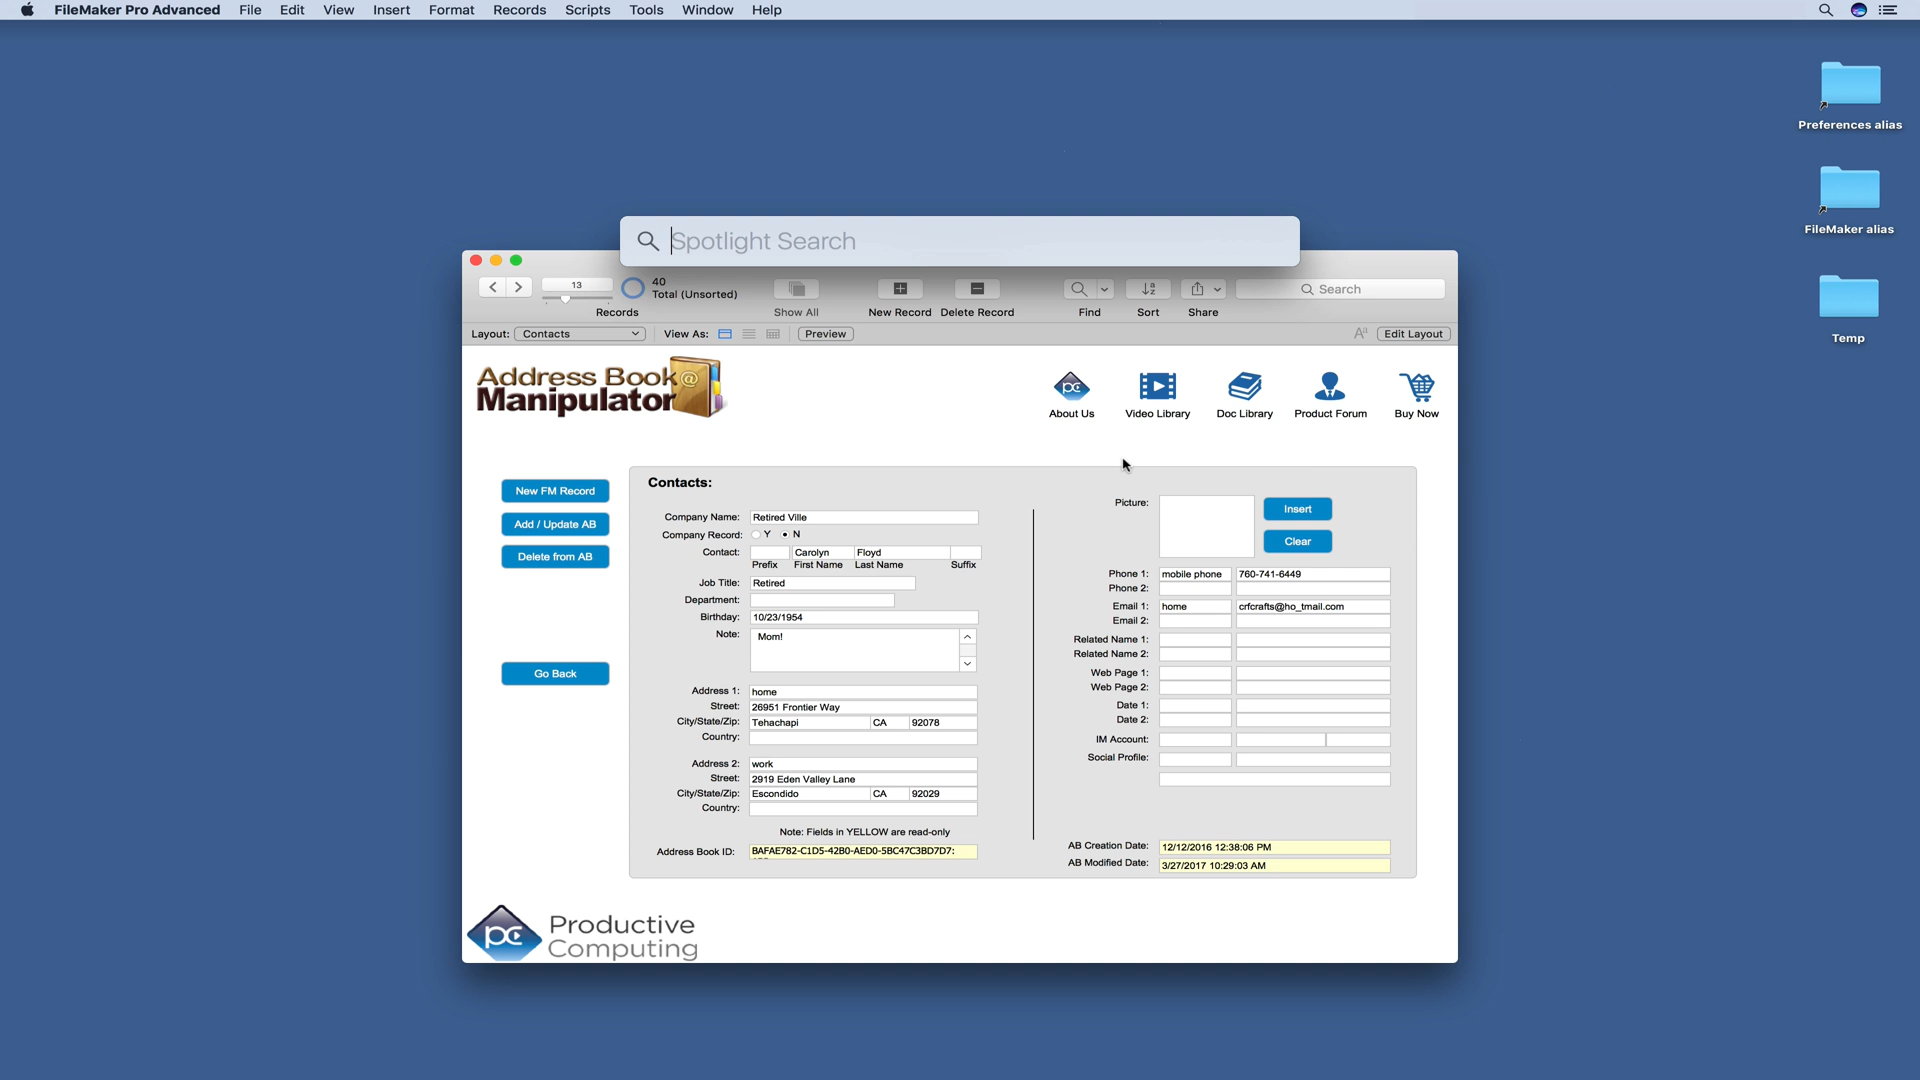 FileMaker Pro Advanced File Edit View Insert Format Records Scripts Tools Window Help
Preferences alias
FileMaker alias
Temp
Spotlight Search
13
40
Total (Unsorted)
Search
Records Show All New Record Delete Record Find Sort Share
Layout: Contacts View As: Preview Aa Edit Layout
Address Book
Manipulator
About Us Video Library Doc Library Product Forum Buy Now
New FM Record
Add / Update AB
Delete from AB
Go Back
Contacts:
Company Name: Retired Ville
Company Record: Y N
Contact: Carolyn Floyd
Prefix First Name Last Name Suffix
Job Title: Retired
Department:
Birthday: 10/23/1954
Note: Mom!
Address 1: home
Street: 26951 Frontier Way
City/State/Zip: Tehachapi CA 92078
Country:
Address 2: work
Street: 2919 Eden Valley Lane
City/State/Zip: Escondido CA 92029
Country:
Note: Fields in YELLOW are read-only
Address Book ID: BAFAE782-C1D5-42B0-AED0-5BC47C3BD7D7:
Picture: Insert
Clear
Phone 1: mobile phone 760-741-6449
Phone 2:
Email 1: home crfcrafts@ho_tmail.com
Email 2:
Related Name 1:
Related Name 2:
Web Page 1:
Web Page 2:
Date 1:
Date 2:
IM Account:
Social Profile:
AB Creation Date: 12/12/2016 12:38:06 PM
AB Modified Date: 3/27/2017 10:29:03 AM
pc Productive
Computing